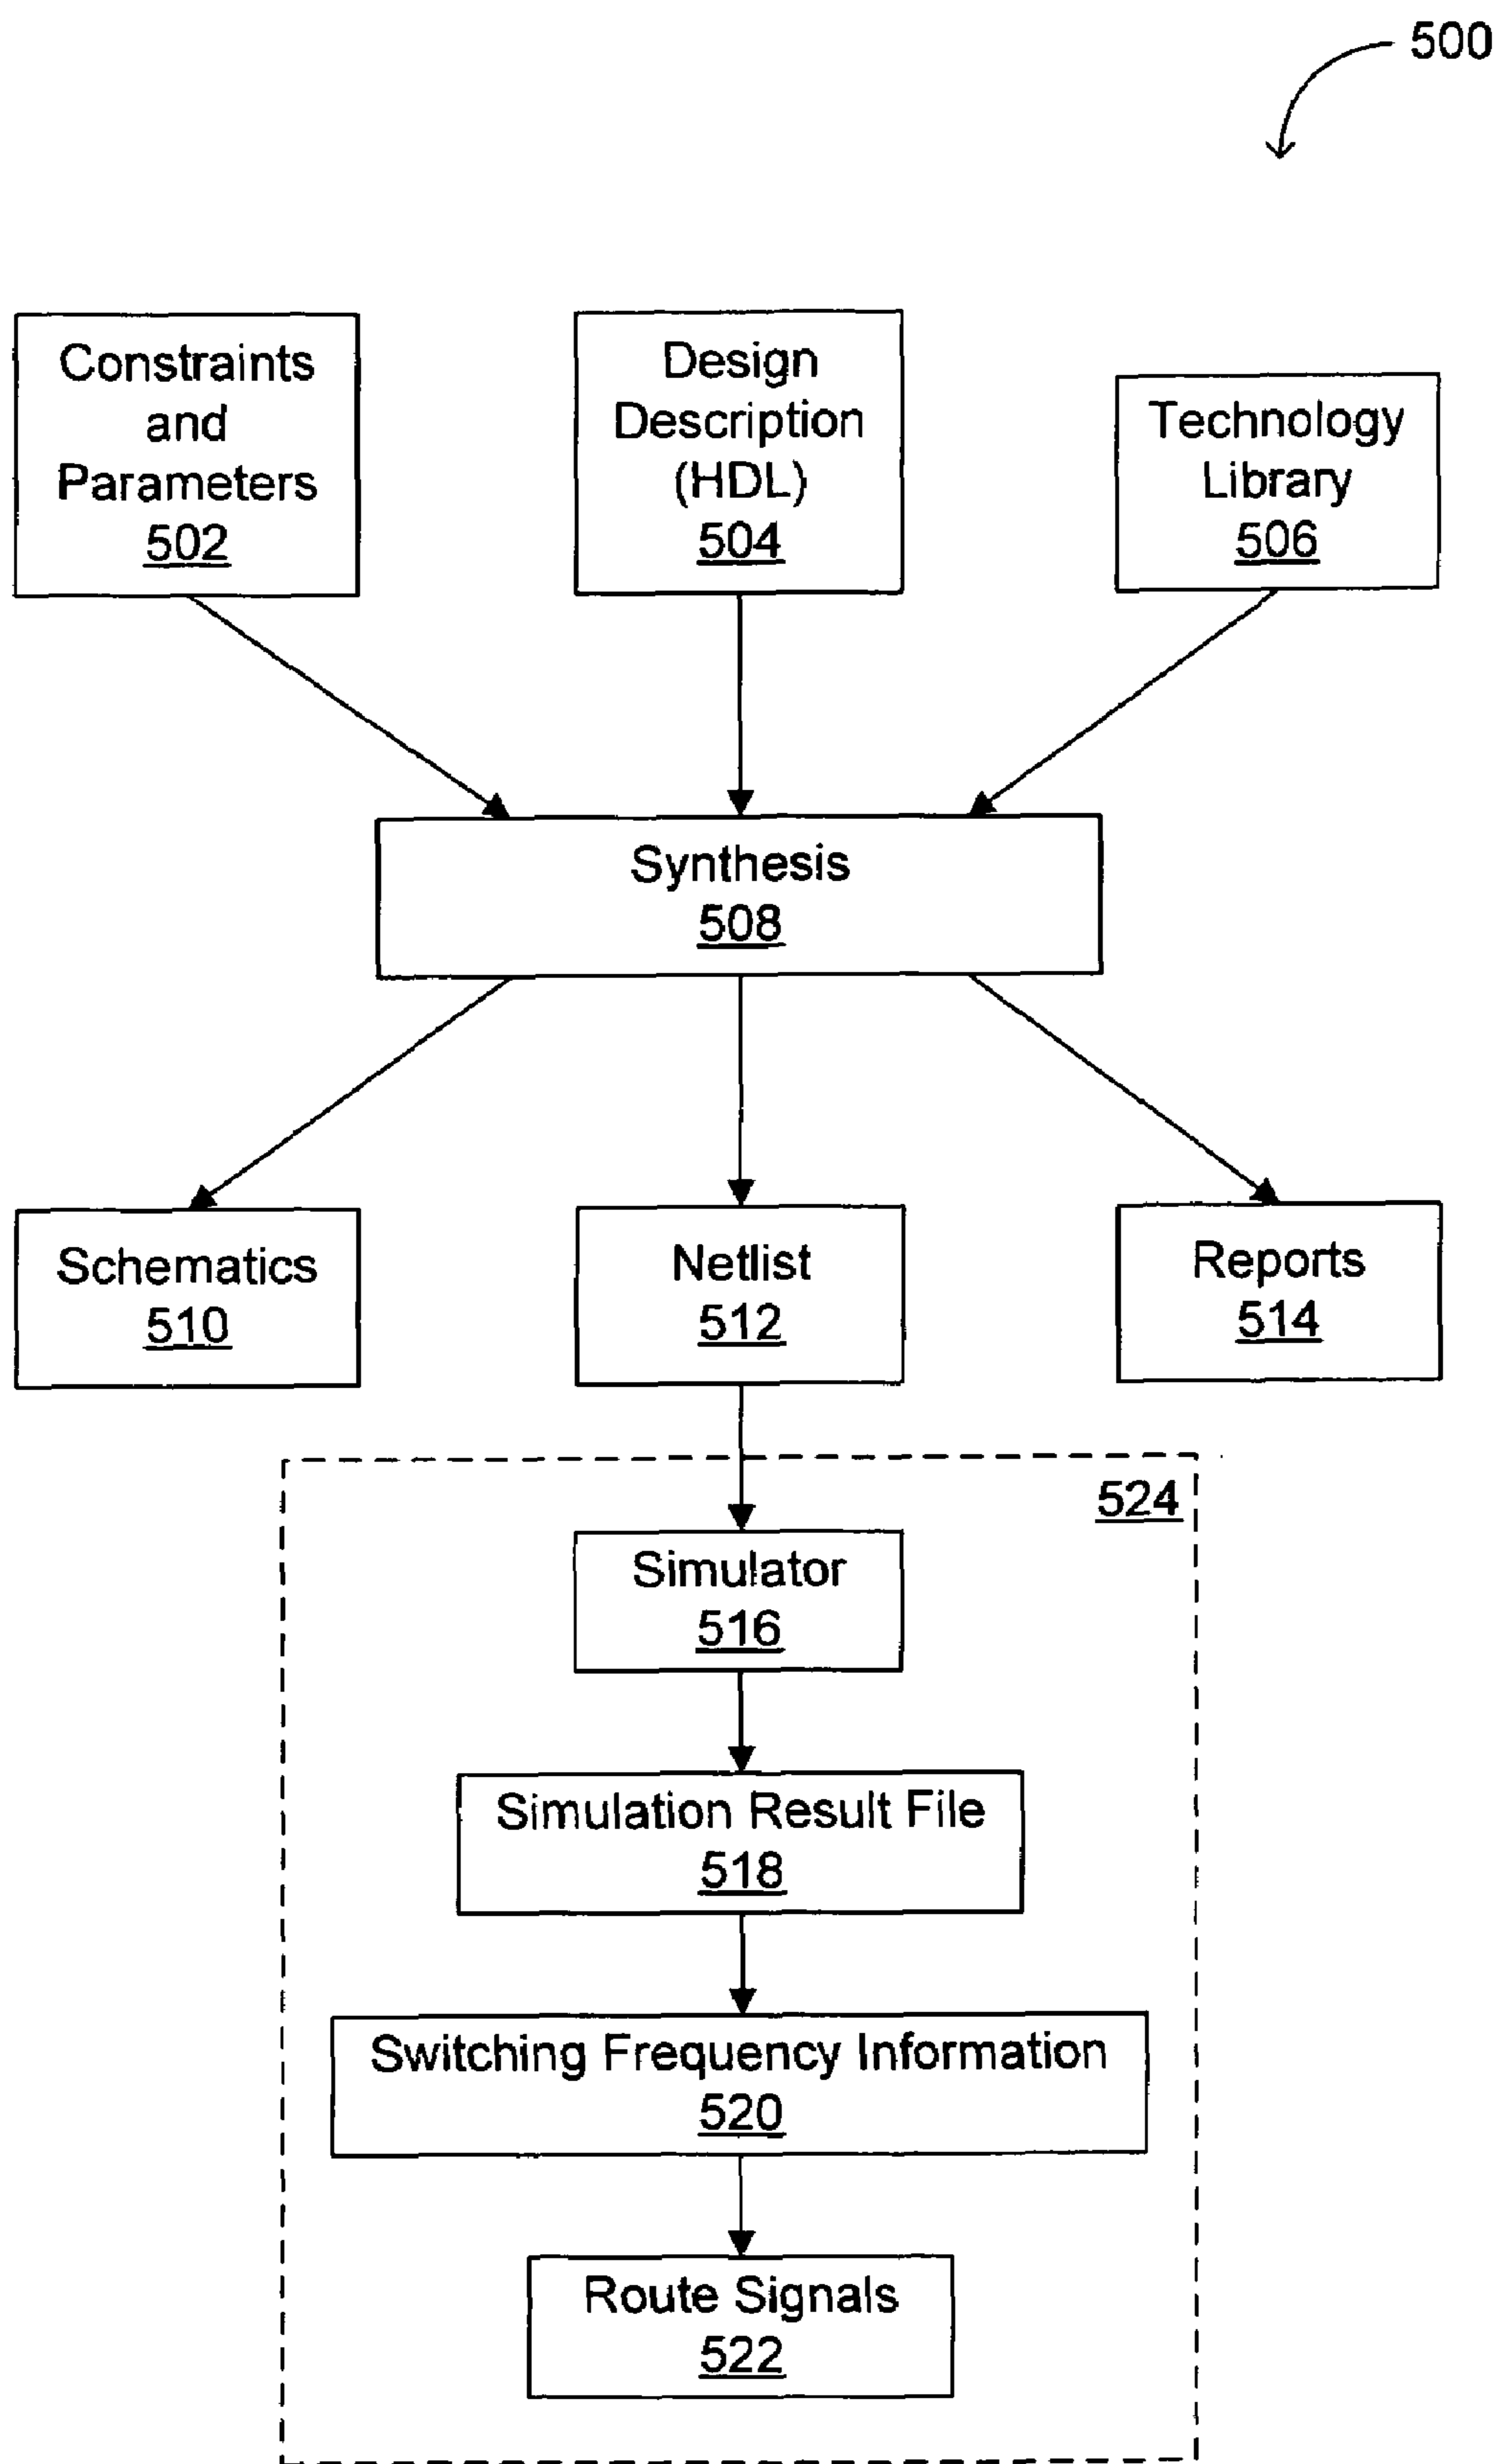 500
Constraints
and
Parameters
502
Design
Description
(HDL)
504
Technology
Library
506
Synthesis
508
Schematics
510
Netlist
512
Reports
514
524
Simulator
516
Simulation Result File
518
Switching Frequency Information
520
Route Signals
522